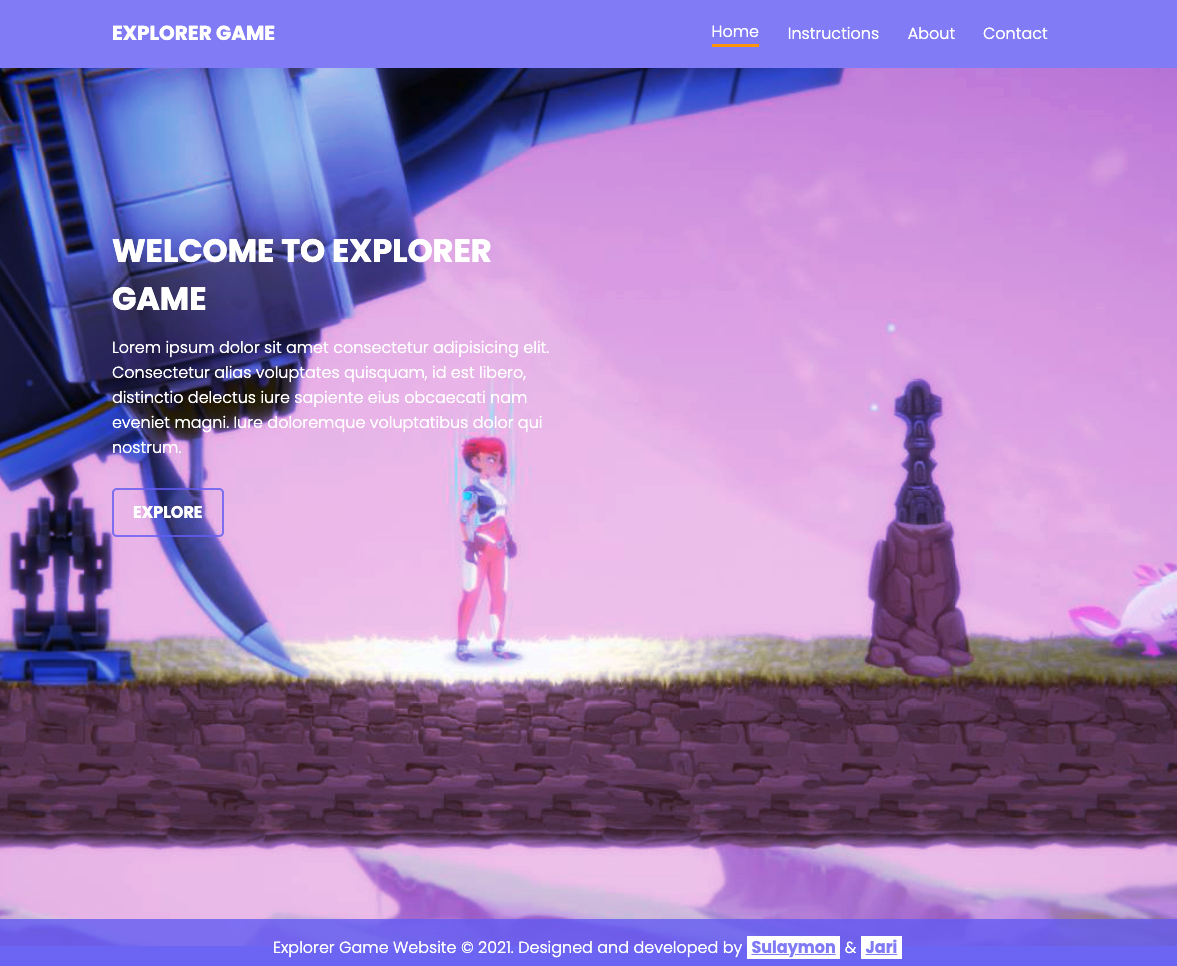 EXPLORER GAME
Home Instructions About Contact
WELCOME TO EXPLORER
GAME
Lorem ipsum dolor sit amet consectetur adipisicing elit.
Consectetur alias voluptates quisquam, id est libero,
distinctio delectus iure sapiente eius obcaecati nam
eveniet magni. Iure doloremque voluptatibus dolor qui
nostrum.
EXPLORE
Explorer Game Website © 2021. Designed and developed by Sulaymon & Jari